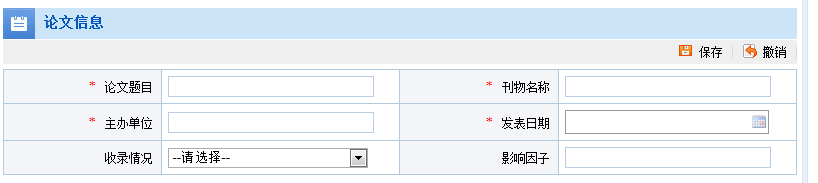 论文信息
保存 撤销
* 论文题目 * 刊物名称
* 主办单位 * 发表日期
收录情况 --请选择-- 影响因子